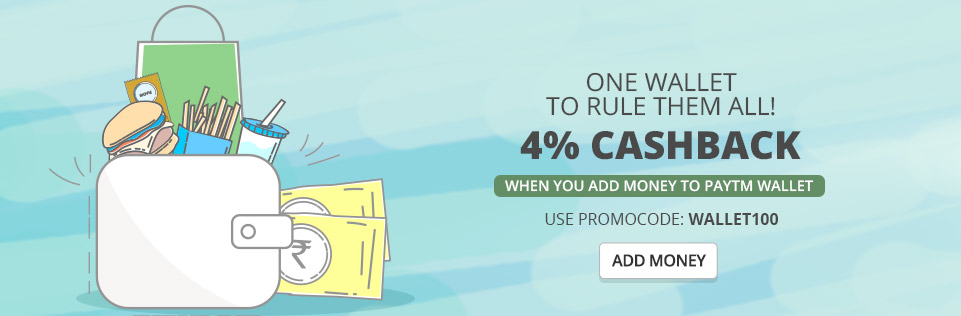 ONE WALLET
TO RULE THEM ALL!
4% CASHBACK
WHEN YOU ADD MONEY TO PAYTM WALLET
USE PROMOCODE: WALLET100
ADD MONEY
₹